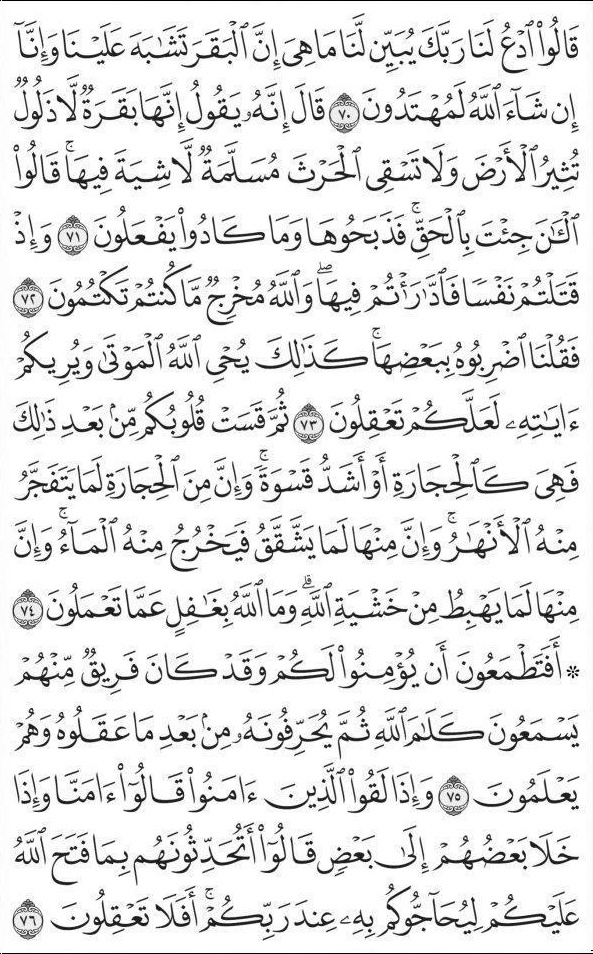 قَالُوا۟ ٱدْعُ لَنَا رَبَّكَ يُبَيِّن لَّنَا مَا هِىَ إِنَّ ٱلْبَقَرَ تَشَٰبَهَ عَلَيْنَا وَإِنَّآ
إِن شَآءَ ٱللَّهُ لَمُهْتَدُونَ ٧٠ قَالَ إِنَّهُۥ يَقُولُ إِنَّهَا بَقَرَةٌ لَّا ذَلُولٌ
تُثِيرُ ٱلْأَرْضَ وَلَا تَسْقِى ٱلْحَرْثَ مُسَلَّمَةٌ لَّا شِيَةَ فِيهَا ۚ قَالُوا۟
ٱلْـَٰٔنَ جِئْتَ بِٱلْحَقِّ ۚ فَذَبَحُوهَا وَمَا كَادُوا۟ يَفْعَلُونَ ٧١ وَإِذْ
قَتَلْتُمْ نَفْسًا فَٱدَّٰرَْٰٔتُمْ فِيهَا ۖ وَٱللَّهُ مُخْرِجٌ مَّا كُنتُمْ تَكْتُمُونَ ٧٢
فَقُلْنَا ٱضْرِبُوهُ بِبَعْضِهَا ۚ كَذَٰلِكَ يُحْىِ ٱللَّهُ ٱلْمَوْتَىٰ وَيُرِيكُمْ
ءَايَٰتِهِۦ لَعَلَّكُمْ تَعْقِلُونَ ٧٣ ثُمَّ قَسَتْ قُلُوبُكُم مِّنۢ بَعْدِ ذَٰلِكَ
فَهِىَ كَٱلْحِجَارَةِ أَوْ أَشَدُّ قَسْوَةً ۚ وَإِنَّ مِنَ ٱلْحِجَارَةِ لَمَا يَتَفَجَّرُ
مِنْهُ ٱلْأَنْهَٰرُ ۚ وَإِنَّ مِنْهَا لَمَا يَشَّقَّقُ فَيَخْرُجُ مِنْهُ ٱلْمَآءُ ۚ وَإِنَّ
مِنْهَا لَمَا يَهْبِطُ مِنْ خَشْيَةِ ٱللَّهِ ۗ وَمَا ٱللَّهُ بِغَٰفِلٍ عَمَّا تَعْمَلُونَ ٧٤
۞ أَفَتَطْمَعُونَ أَن يُؤْمِنُوا۟ لَكُمْ وَقَدْ كَانَ فَرِيقٌ مِّنْهُمْ
يَسْمَعُونَ كَلَٰمَ ٱللَّهِ ثُمَّ يُحَرِّفُونَهُۥ مِنۢ بَعْدِ مَا عَقَلُوهُ وَهُمْ
يَعْلَمُونَ ٧٥ وَإِذَا لَقُوا۟ ٱلَّذِينَ ءَامَنُوا۟ قَالُوٓا۟ ءَامَنَّا وَإِذَا
خَلَا بَعْضُهُمْ إِلَىٰ بَعْضٍ قَالُوٓا۟ أَتُحَدِّثُونَهُم بِمَا فَتَحَ ٱللَّهُ
عَلَيْكُمْ لِيُحَآجُّوكُم بِهِۦ عِندَ رَبِّكُمْ ۚ أَفَلَا تَعْقِلُونَ ٧٦